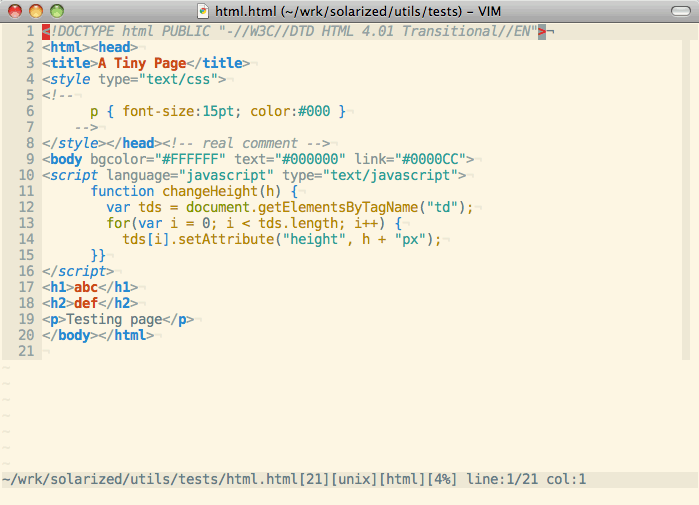 html.html (~/wrk/solarized/utils/tests) – VIM
1 <!DOCTYPE html PUBLIC "-//W3C//DTD HTML 4.01 Transitional//EN">¬
2 <html><head>¬
3 <title>A Tiny Page</title>¬
4 <style type="text/css">¬
5 <!--¬
6       p { font-size:15pt; color:#000 }¬
7     -->¬
8 </style></head><!-- real comment -->¬
9 <body bgcolor="#FFFFFF" text="#000000" link="#0000CC">¬
10 <script language="javascript" type="text/javascript">¬
11       function changeHeight(h) {¬
12         var tds = document.getElementsByTagName("td");¬
13         for(var i = 0; i < tds.length; i++) {¬
14           tds[i].setAttribute("height", h + "px");¬
15       }}¬
16 </script>¬
17 <h1>abc</h1>¬
18 <h2>def</h2>¬
19 <p>Testing page</p>¬
20 </body></html>¬
21 ¬
~
~
~
~
~
~
~
~/wrk/solarized/utils/tests/html.html[21][unix][html][4%] line:1/21 col:1